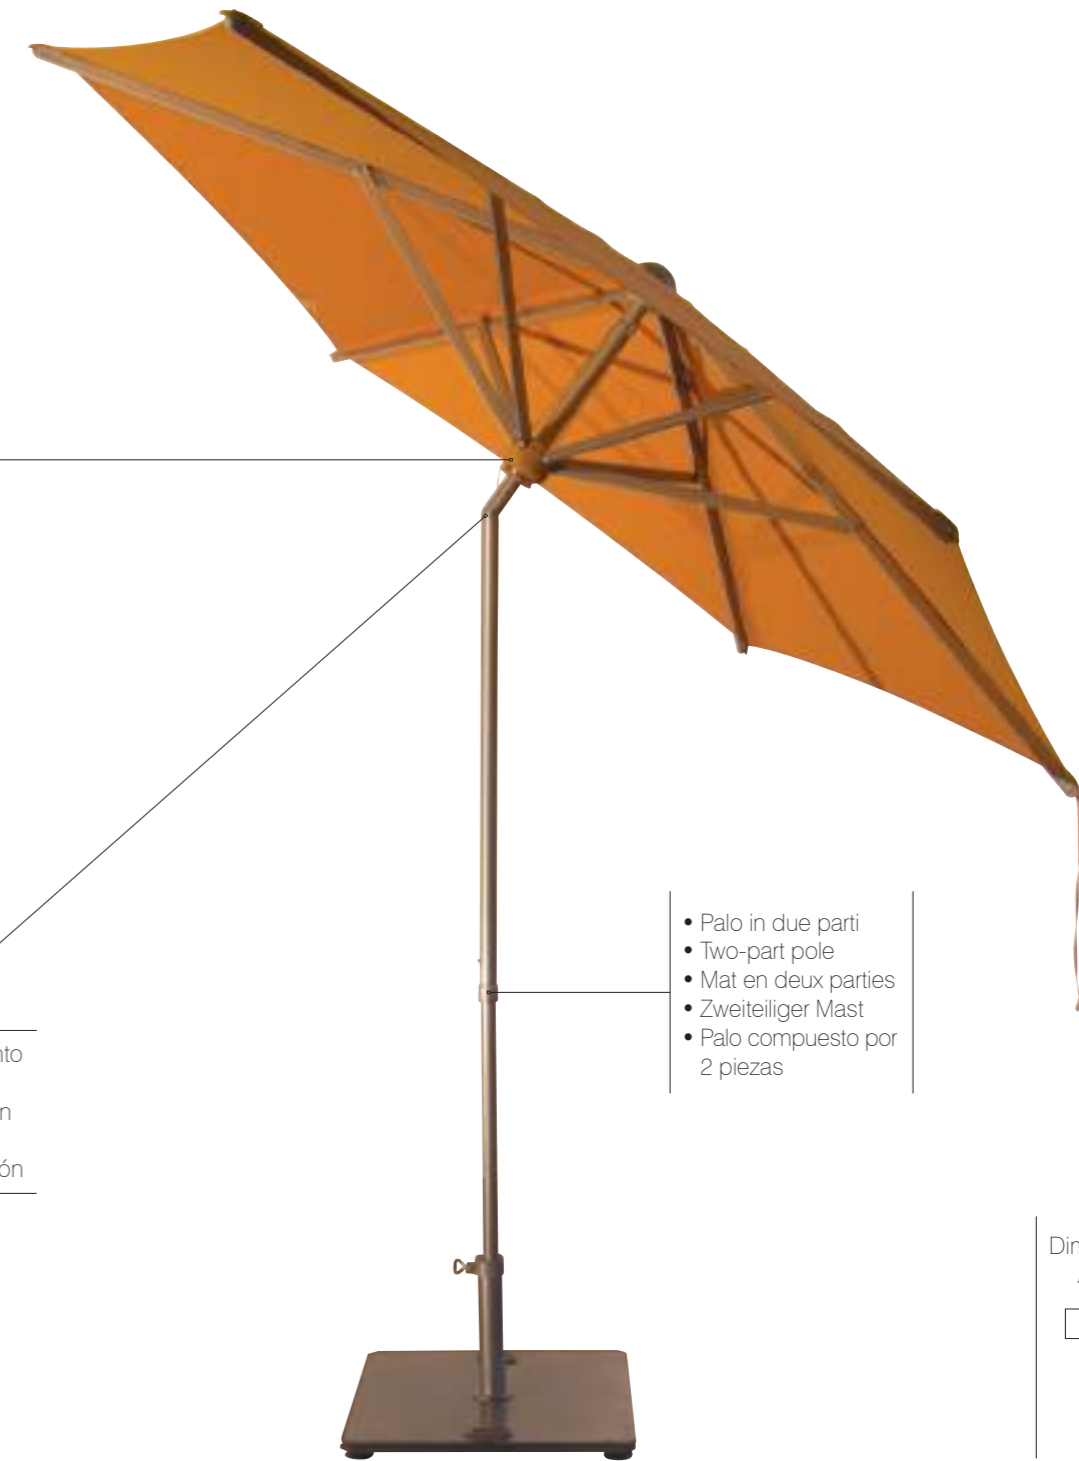 • Palo in due parti
• Two-part pole
• Mat en deux parties
• Zweiteiliger Mast
• Palo compuesto por
2 piezas